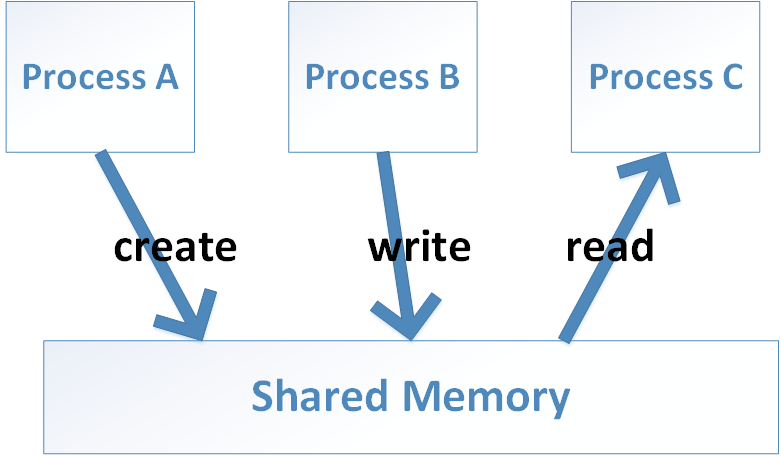 Process A
Process B
Process C
create
write
read
Shared Memory